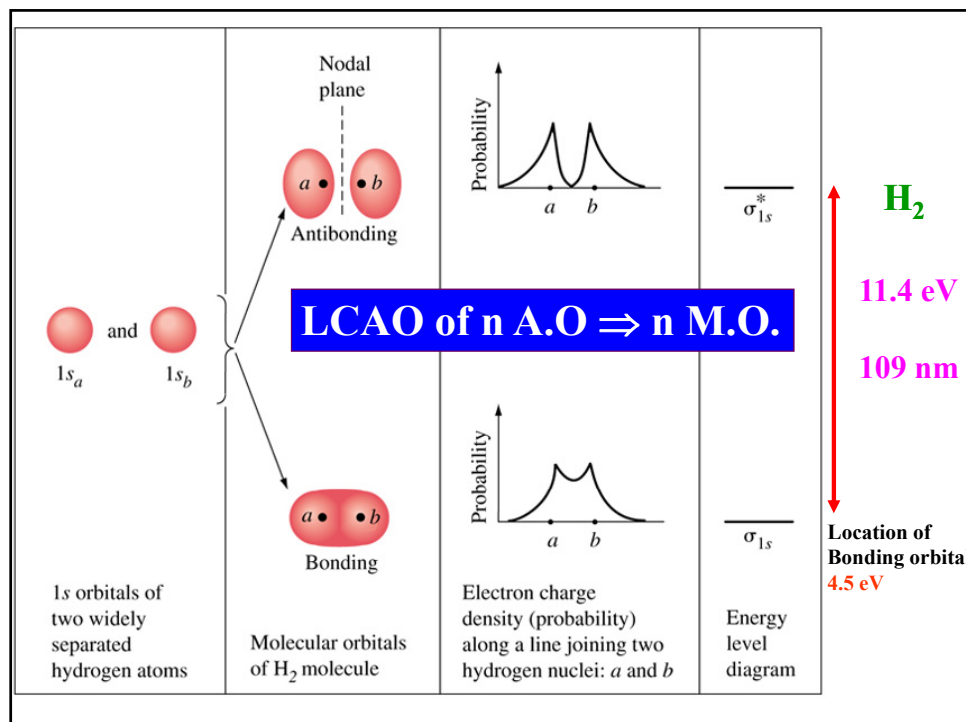 Nodal
plane
a
b
Antibonding
Probability
a
b
σ*1s
H2
11.4 eV
109 nm
LCAO of n A.O ⇒ n M.O.
and
1sa
1sb
a
b
Bonding
Probability
a
b
σ1s
Location of
Bonding orbita
4.5 eV
1s orbitals of
two widely
separated
hydrogen atoms
Molecular orbitals
of H2 molecule
Electron charge
density (probability)
along a line joining two
hydrogen nuclei: a and b
Energy
level
diagram